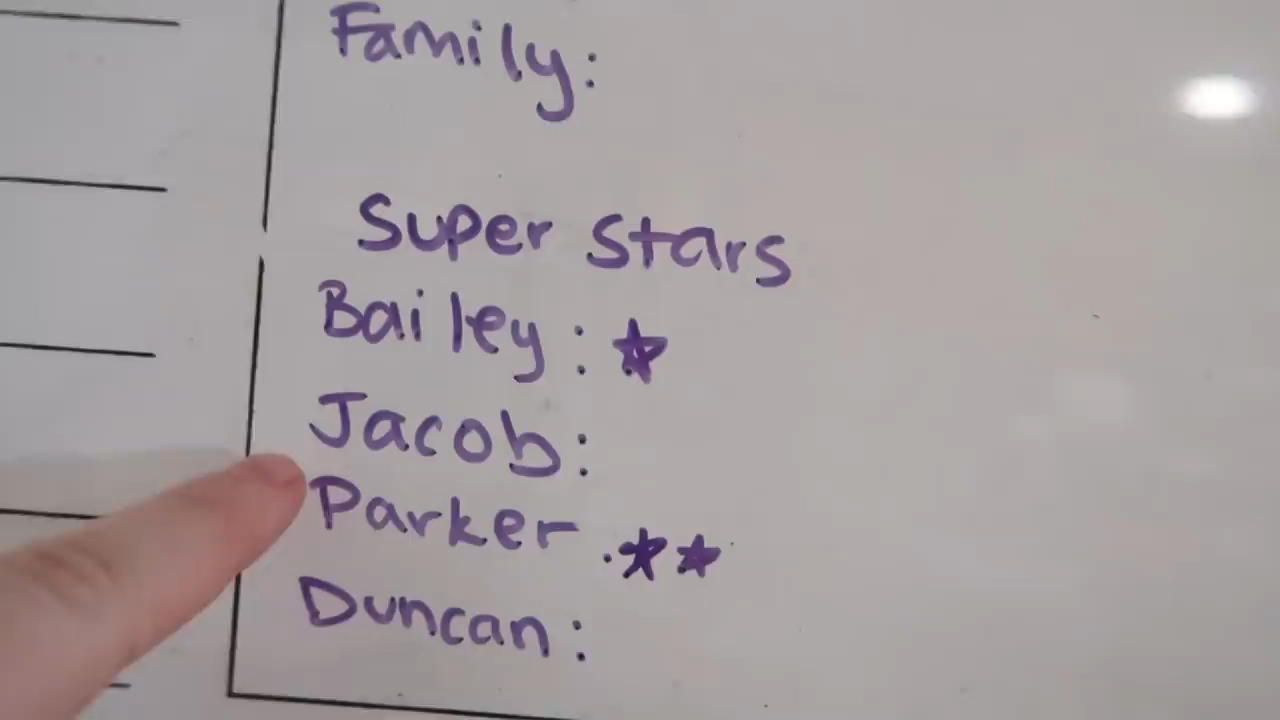 Family:
Super Stars
Bailey: ★
Jacob:
Parker . ★★
Duncan: